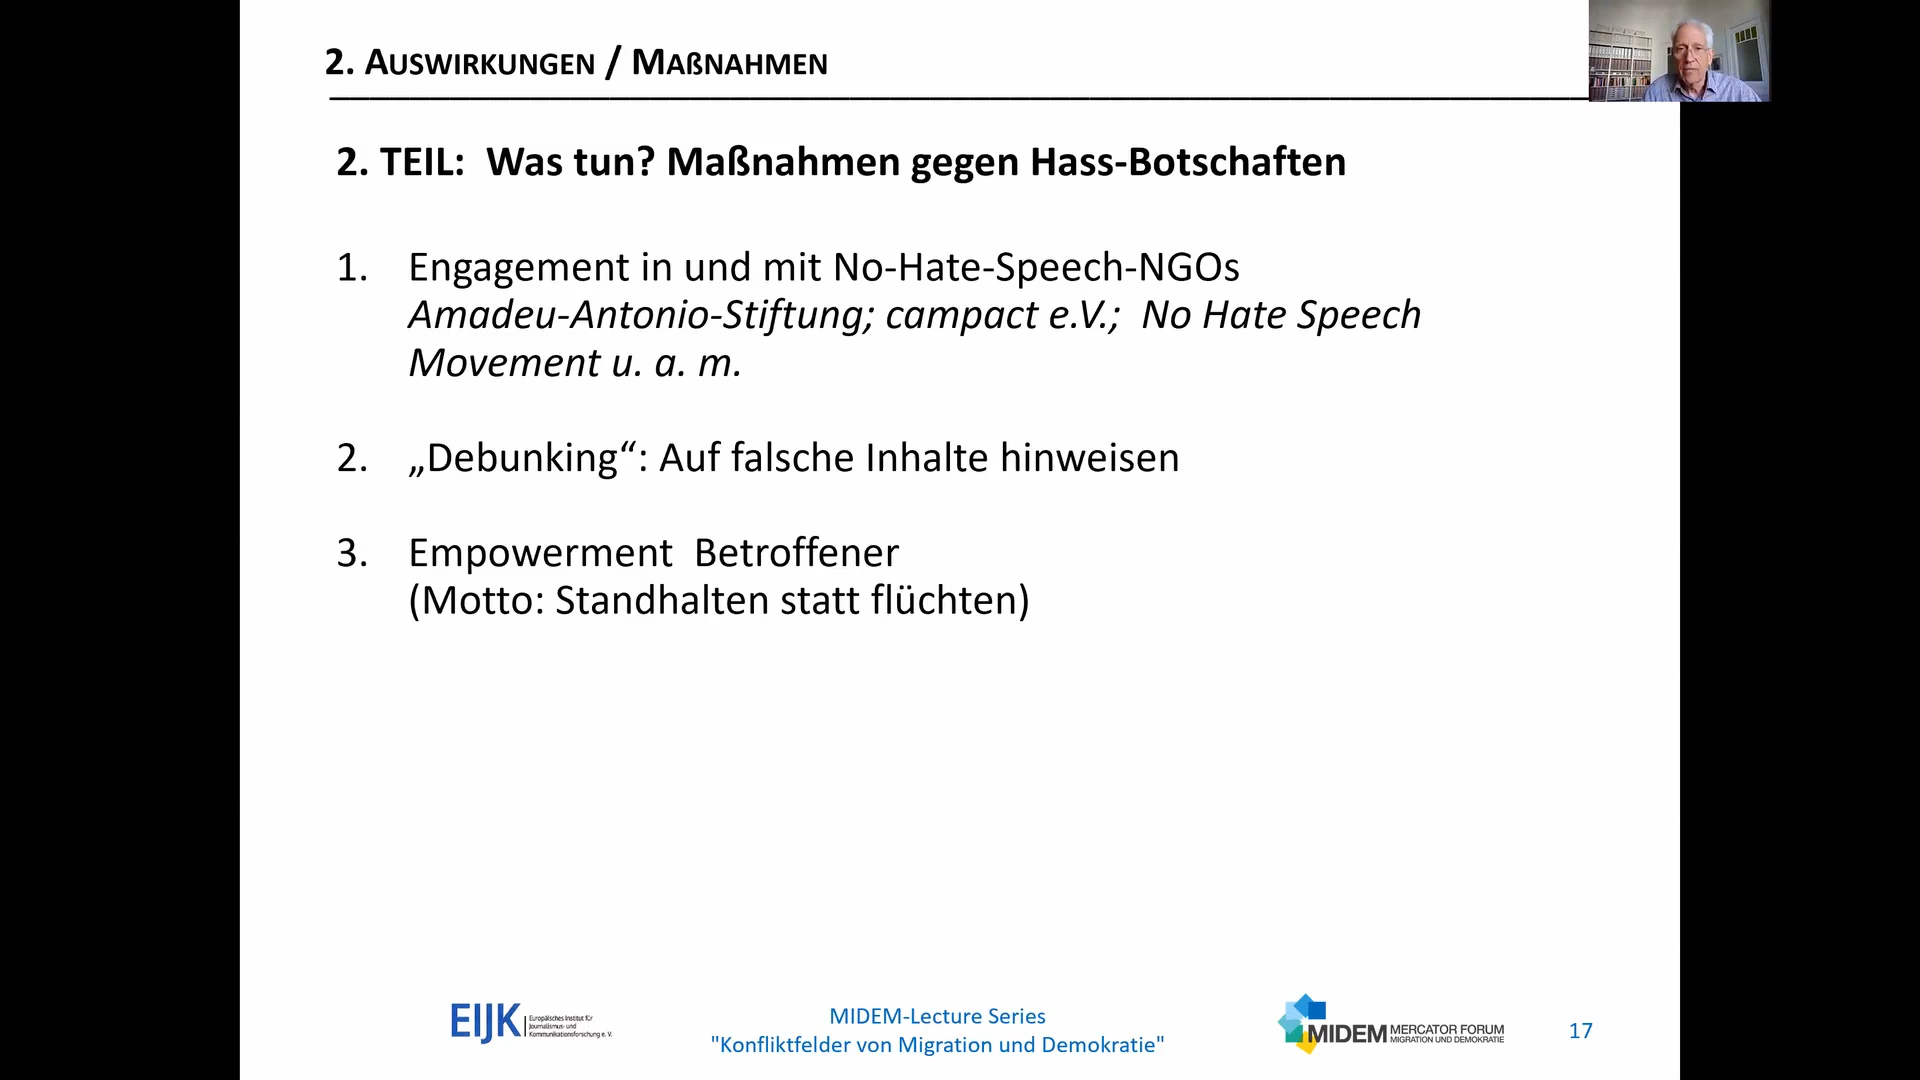 2. AUSWIRKUNGEN / MAßNAHMEN
2. TEIL: Was tun? Maßnahmen gegen Hass-Botschaften
1. Engagement in und mit No-Hate-Speech-NGOs
Amadeu-Antonio-Stiftung; campact e.V.; No Hate Speech
Movement u. a. m.
2. „Debunking“: Auf falsche Inhalte hinweisen
3. Empowerment Betroffener
(Motto: Standhalten statt flüchten)
EIJK
Europäisches Institut für
Journalismus- und
Kommunikationsforschung e. V.
MIDEM-Lecture Series
"Konfliktfelder von Migration und Demokratie"
MIDEM
MERCATOR FORUM
MIGRATION UND DEMOKRATIE
17